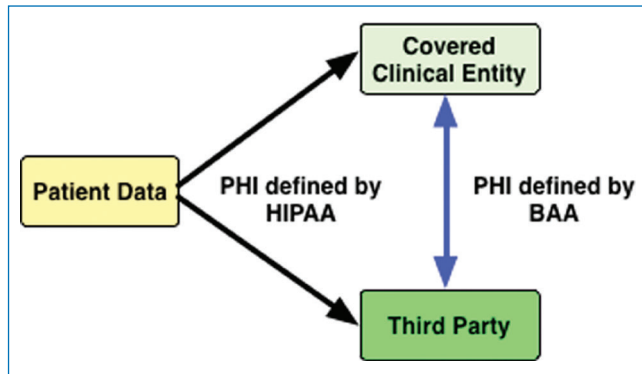 Covered
Clinical Entity
Patient Data
PHI defined by
HIPAA
PHI defined by
BAA
Third Party